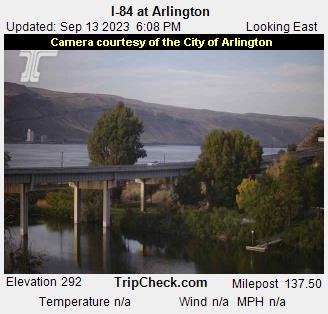 I-84 at Arlington
Updated: Sep 13 2023 6:08 PM Looking East
Camera courtesy of the City of Arlington
Elevation 292 TripCheck.com Milepost 137.50
Temperature n/a Wind n/a MPH n/a